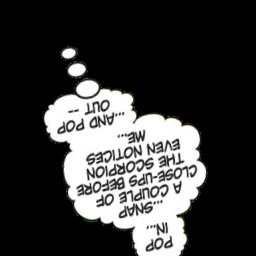 POP
IN...
...SNAP
A COUPLE OF
CLOSE-UPS BEFORE
THE SCORPION
EVEN NOTICES
ME...
...AND POP
OUT --